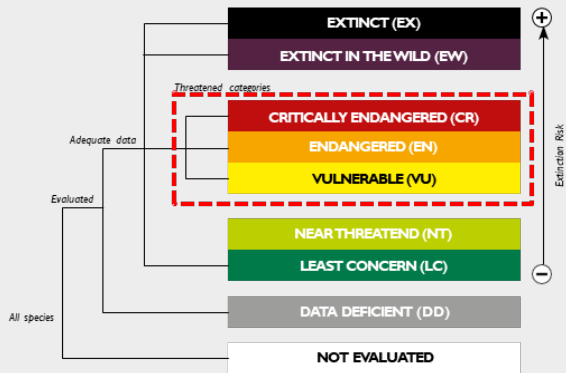 EXTINCT (EX)
EXTINCT IN THE WILD (EW)
Threatened categories
CRITICALLY ENDANGERED (CR)
Adequate data
ENDANGERED (EN)
VULNERABLE (VU)
Extinction Risk
Evaluated
NEAR THREATEND (NT)
LEAST CONCERN (LC)
All species
DATA DEFICIENT (DD)
NOT EVALUATED